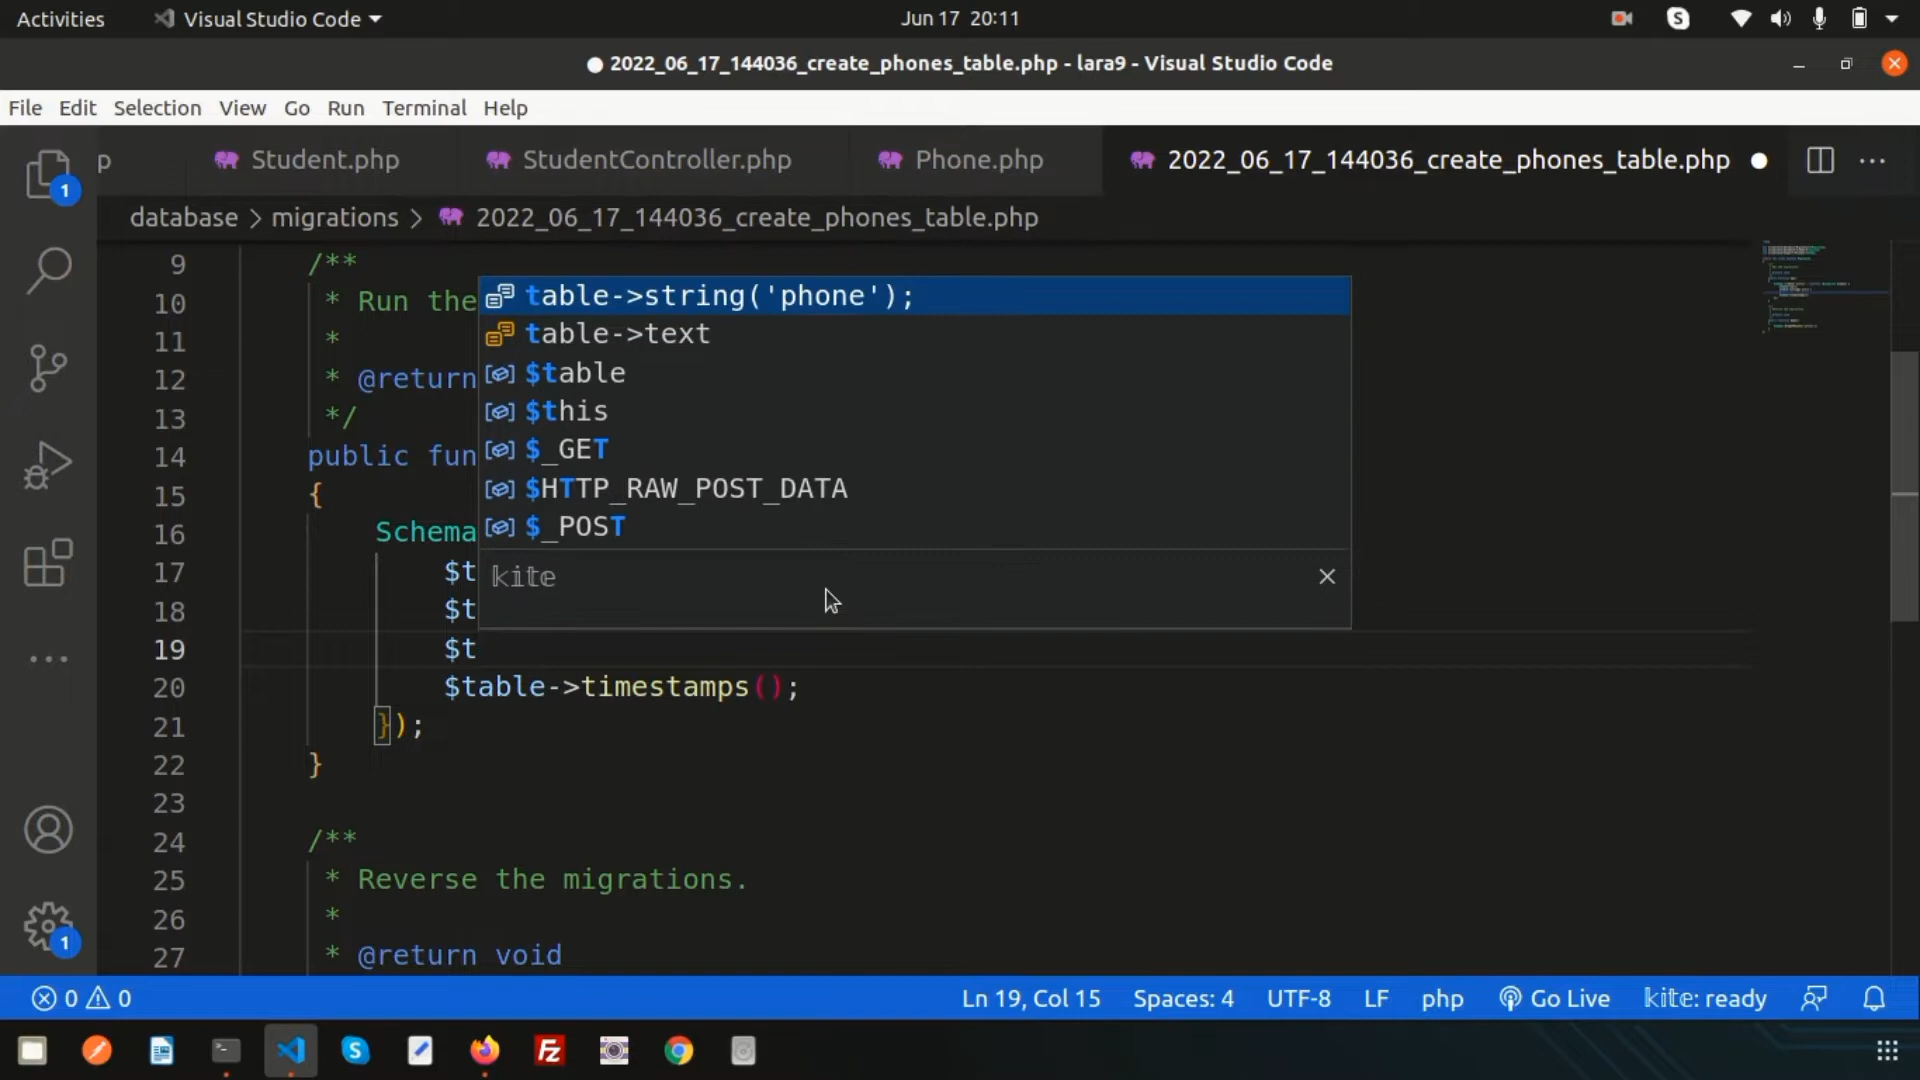 Activities Visual Studio Code Jun 17 20:11
2022_06_17_144036_create_phones_table.php - lara9 - Visual Studio Code
File Edit Selection View Go Run Terminal Help
p Student.php StudentController.php Phone.php 2022_06_17_144036_create_phones_table.php
database > migrations > 2022_06_17_144036_create_phones_table.php
9 /**
10 * Run the
11 *
12 * @return
13 */
14 public fun
15 {
16 Schema
17 $t
18 $t
19 $t
20 $table->timestamps();
21 });
22 }
23
24 /**
25 * Reverse the migrations.
26 *
27 * @return void
table->string('phone');
table->text
$table
$this
$_GET
$HTTP_RAW_POST_DATA
$_POST
kite
1
1
0 0 Ln 19, Col 15 Spaces: 4 UTF-8 LF php Go Live kite: ready